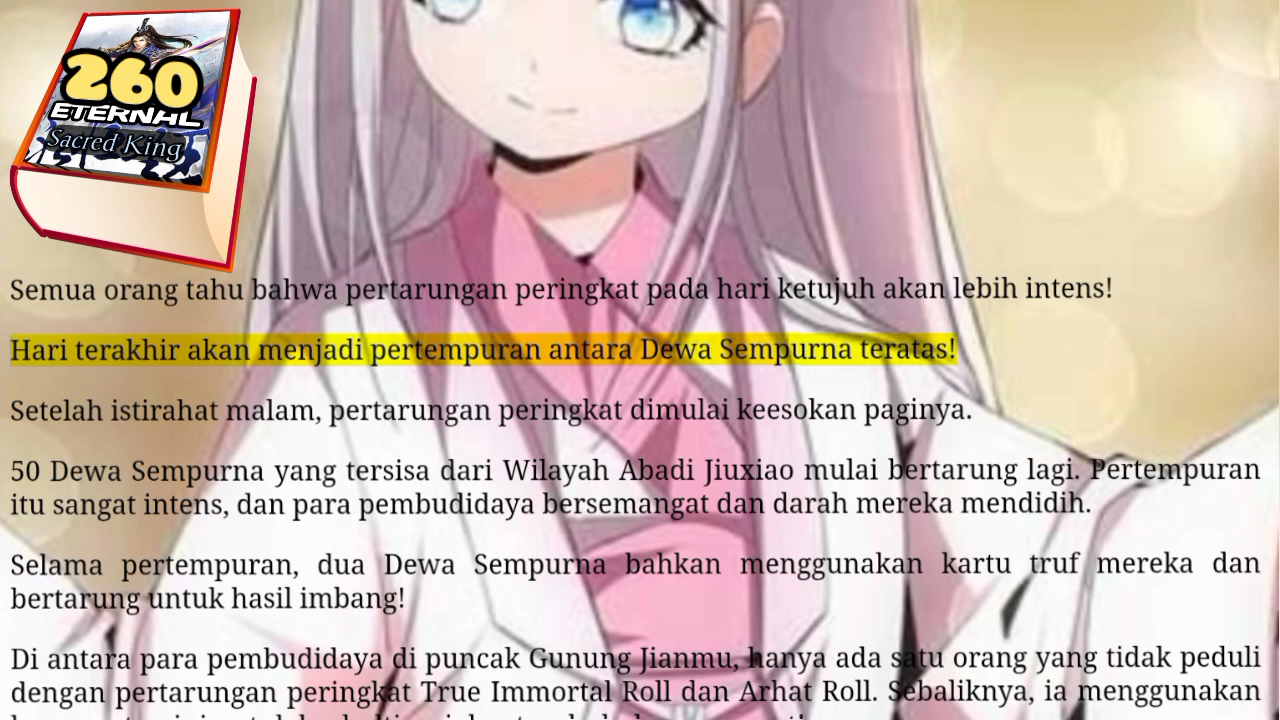 260
ETERNAL
Sacred King
Semua orang tahu bahwa pertarungan peringkat pada hari ketujuh akan lebih intens!
Hari terakhir akan menjadi pertempuran antara Dewa Sempurna teratas!
Setelah istirahat malam, pertarungan peringkat dimulai keesokan paginya.
50 Dewa Sempurna yang tersisa dari Wilayah Abadi Jiuxiao mulai bertarung lagi. Pertempuran
itu sangat intens, dan para pembudidaya bersemangat dan darah mereka mendidih.
Selama pertempuran, dua Dewa Sempurna bahkan menggunakan kartu truf mereka dan
bertarung untuk hasil imbang!
Di antara para pembudidaya di puncak Gunung Jianmu, hanya ada satu orang yang tidak peduli
dengan pertarungan peringkat True Immortal Roll dan Arhat Roll. Sebaliknya, ia menggunakan